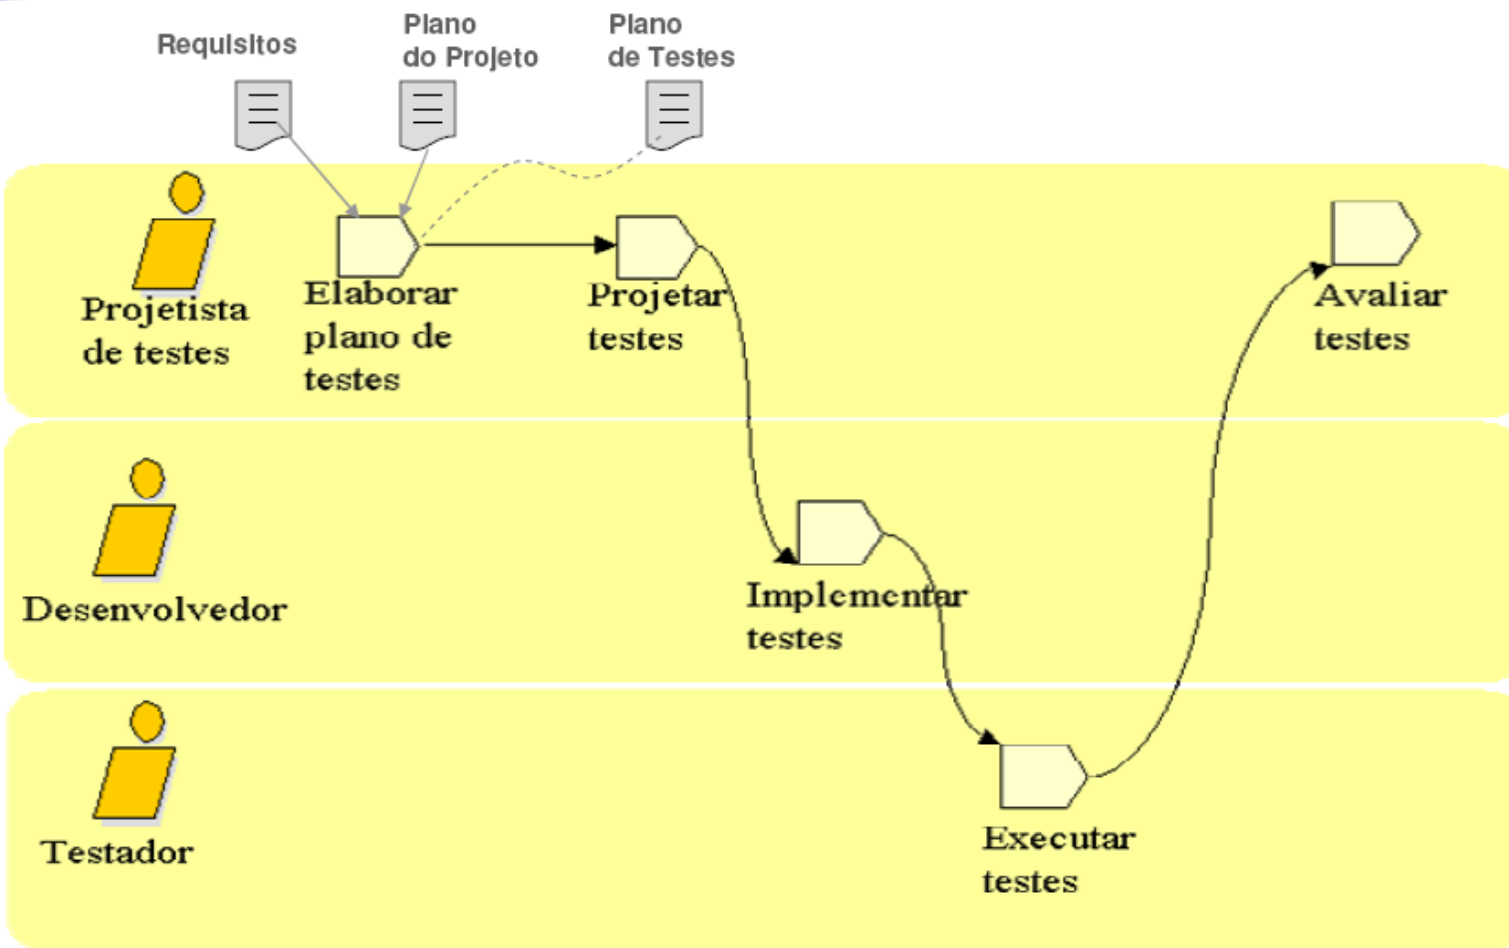 Requisitos
Plano
do Projeto
Plano
de Testes
Projetista
de testes
Elaborar
plano de
testes
Projetar
testes
Avaliar
testes
Desenvolvedor
Implementar
testes
Testador
Executar
testes